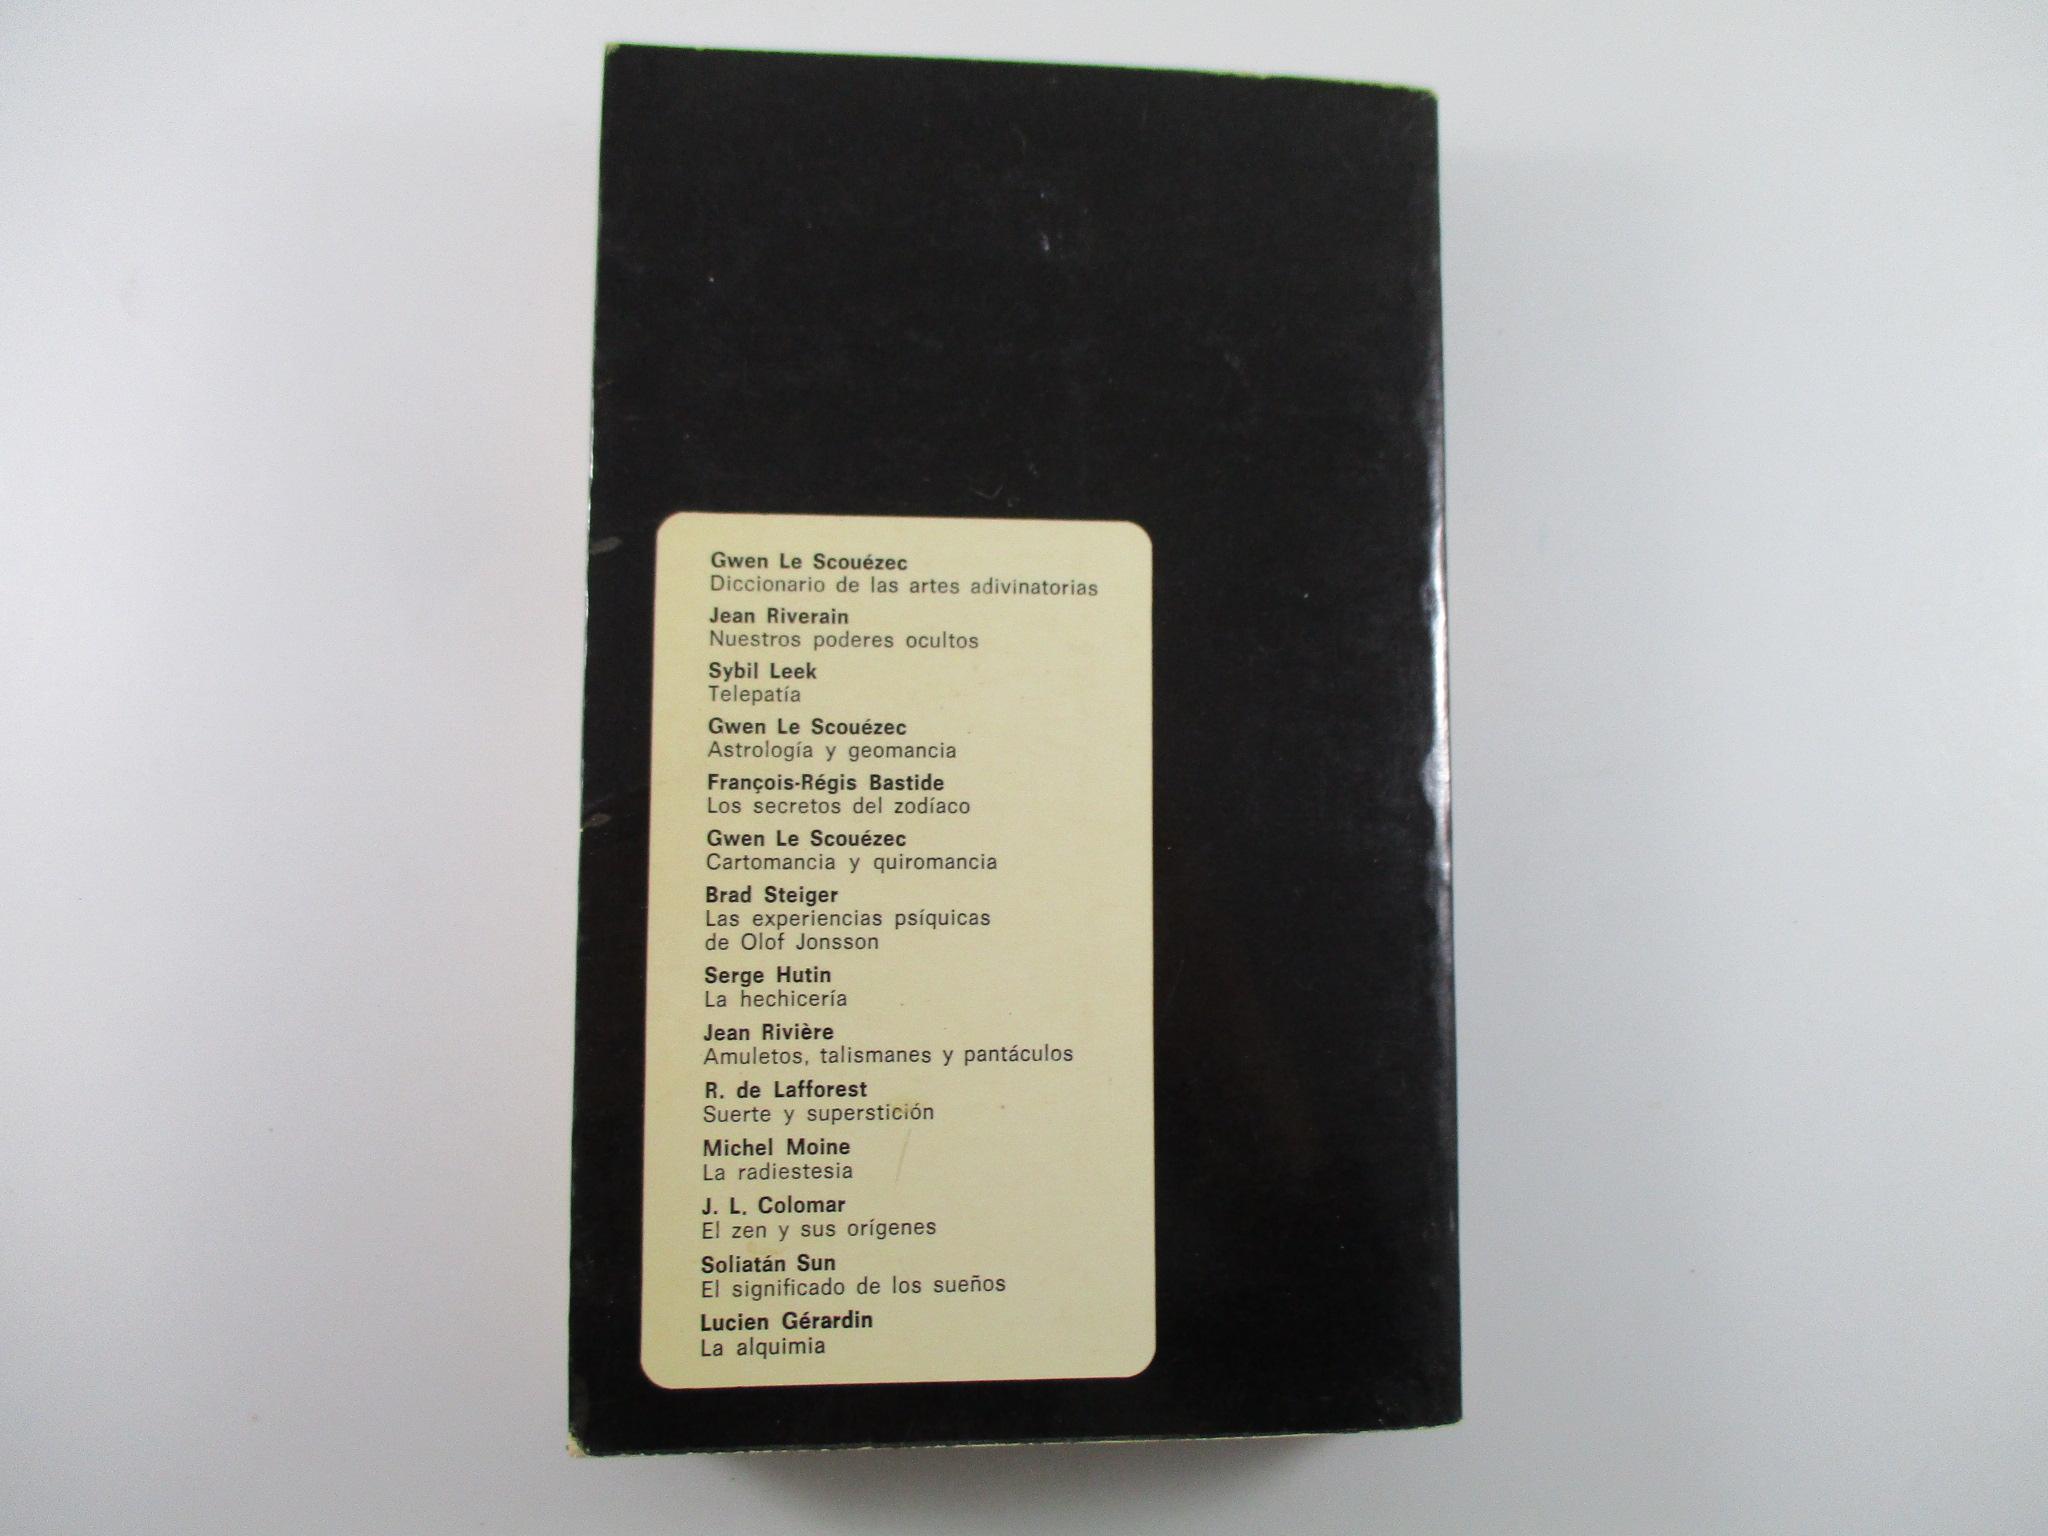 Gwen Le Scouézec
Diccionario de las artes adivinatorias
Jean Riverain
Nuestros poderes ocultos
Sybil Leek
Telepatía
Gwen Le Scouézec
Astrología y geomancia
François-Régis Bastide
Los secretos del zodíaco
Gwen Le Scouézec
Cartomancia y quiromancia
Brad Steiger
Las experiencias psíquicas
de Olof Jonsson
Serge Hutin
La hechicería
Jean Rivière
Amuletos, talismanes y pantáculos
R. de Lafforest
Suerte y superstición
Michel Moine
La radiestesia
J. L. Colomar
El zen y sus orígenes
Soliatán Sun
El significado de los sueños
Lucien Gérardin
La alquimia